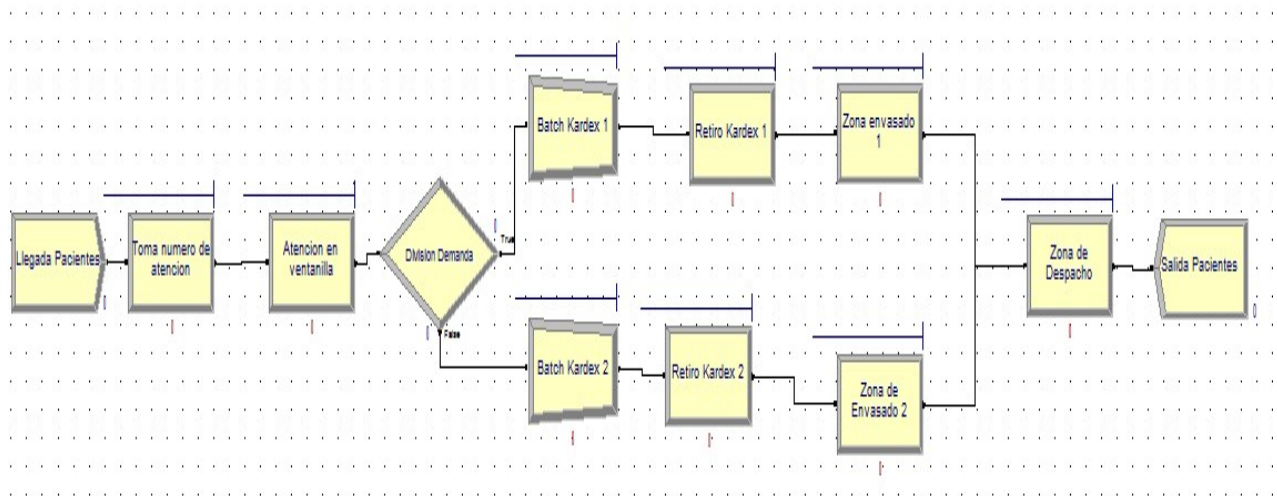 Llegada Pacientes
Toma numero de
atencion
Atencion en
ventanilla
Division Demanda
True
False
Batch Kardex 1
Retiro Kardex 1
Zona envasado
1
Batch Kardex 2
Retiro Kardex 2
Zona de
Envasado 2
Zona de
Despacho
Salida Pacientes